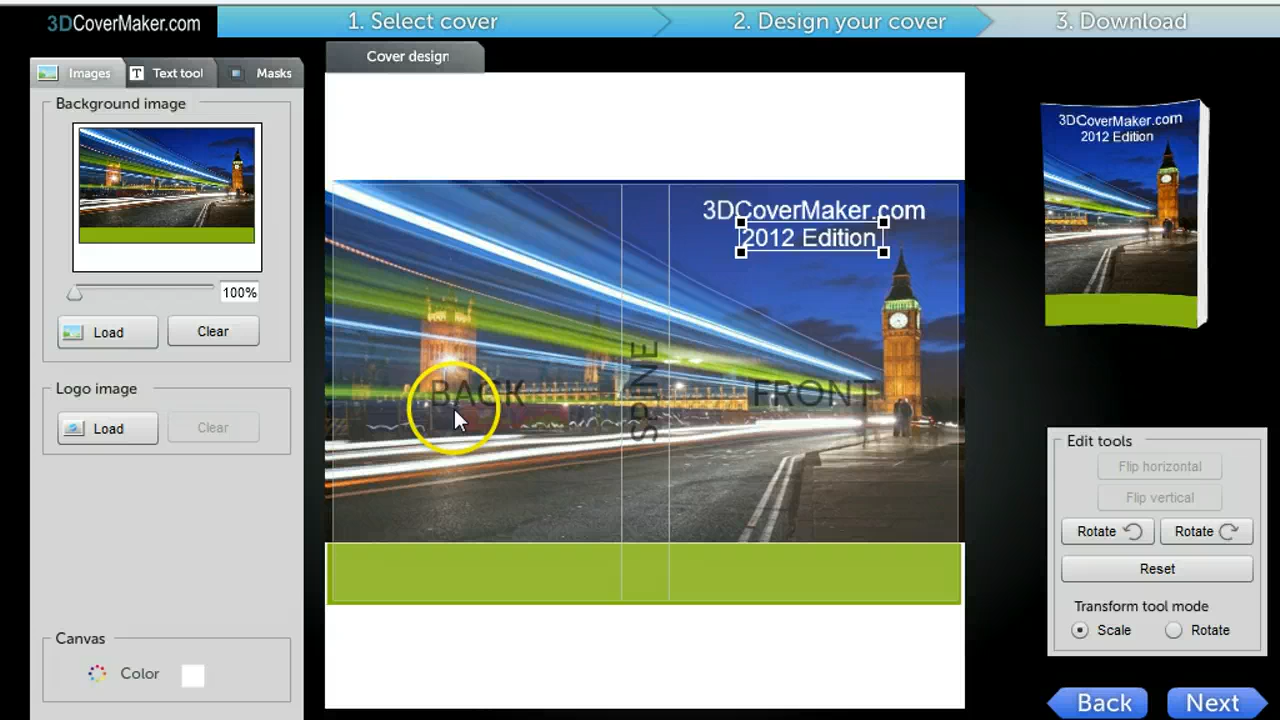 3DCoverMaker.com
1. Select cover
2. Design your cover
3. Download
Images
Text tool
Masks
Background image
100%
Load
Clear
Logo image
Load
Clear
Canvas
Color
Cover design
3DCoverMaker.com
2012 Edition
BACK
SPINE
FRONT
3DCoverMaker.com
2012 Edition
Edit tools
Flip horizontal
Flip vertical
Rotate
Rotate
Reset
Transform tool mode
Scale
Rotate
Back
Next